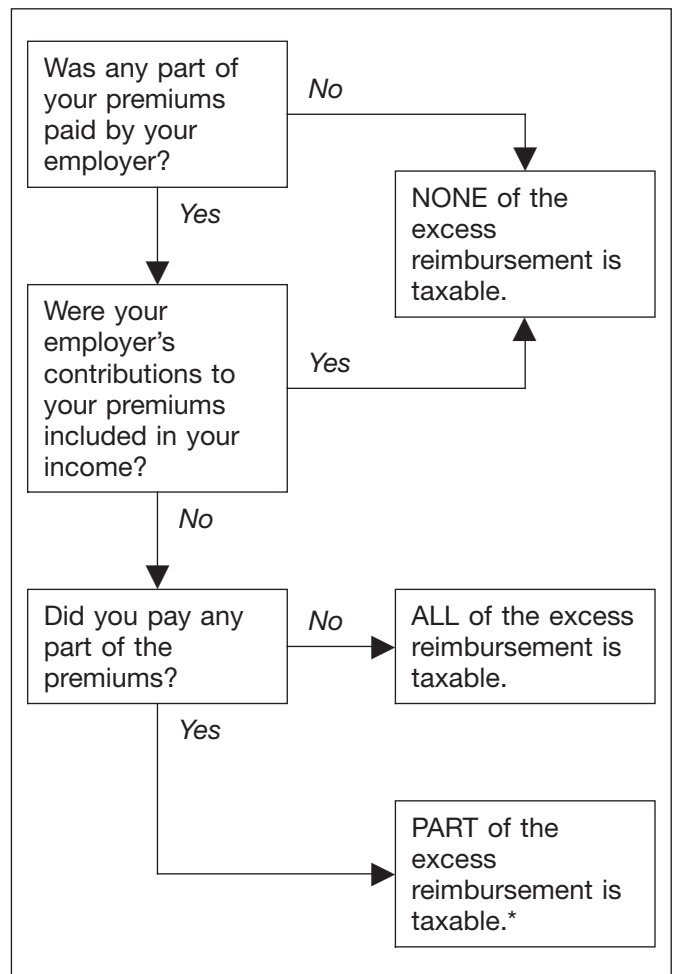 Was any part of
your premiums
paid by your
employer?
No
NONE of the
excess
reimbursement is
taxable.
Yes
Were your
employer’s
contributions to
your premiums
included in your
income?
Yes
No
Did you pay any
part of the
premiums?
No
ALL of the excess
reimbursement is
taxable.
Yes
PART of the
excess
reimbursement is
taxable.*